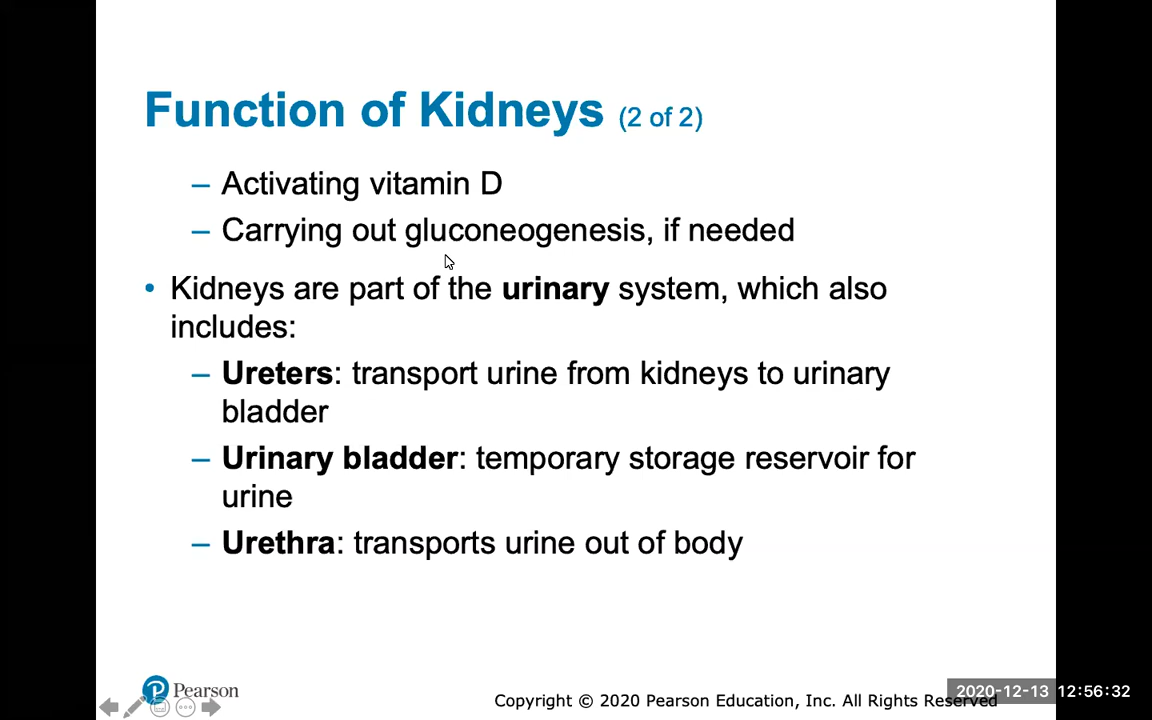 Function of Kidneys (2 of 2)
– Activating vitamin D
– Carrying out gluconeogenesis, if needed
• Kidneys are part of the urinary system, which also
includes:
– Ureters: transport urine from kidneys to urinary
bladder
– Urinary bladder: temporary storage reservoir for
urine
– Urethra: transports urine out of body
P Pearson
Copyright © 2020 Pearson Education, Inc. All Rights Reserved
2020-12-13 12:56:32